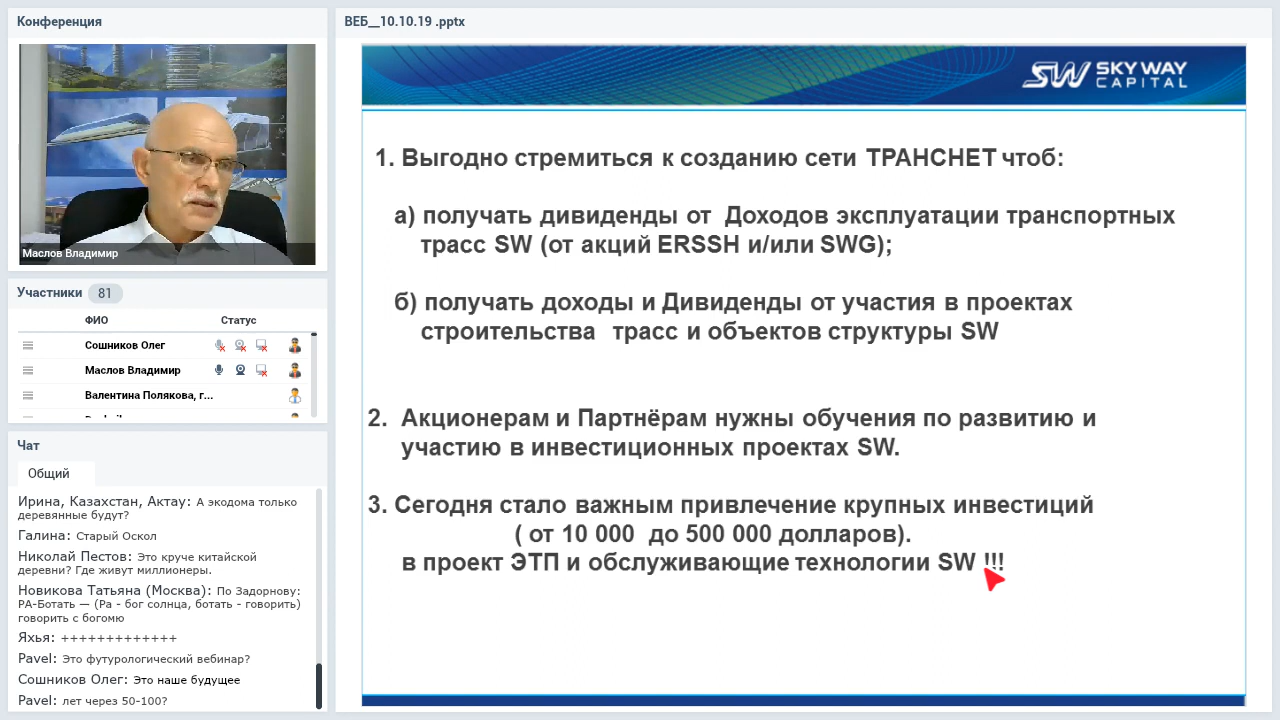 Конференция
Маслов Владимир
Участники 81
ФИО Статус
Сошников Олег
Маслов Владимир
Валентина Полякова, г...
Чат
Общий
Ирина, Казахстан, Актау: А экодома только
деревянные будут?
Галина: Старый Оскол
Николай Пестов: Это круче китайской
деревни? Где живут миллионеры.
Новикова Татьяна (Москва): По Задорнову:
РА-Ботать — (Ра - бог солнца, ботать - говорить)
говорить с богомю
Яхья: +++++++++++++
Pavel: Это футурологический вебинар?
Сошников Олег: Это наше будущее
Pavel: лет через 50-100?
ВЕБ__10.10.19 .pptx
SW SKY WAY
CAPITAL
1. Выгодно стремиться к созданию сети ТРАНСНЕТ чтоб:
а) получать дивиденды от Доходов эксплуатации транспортных
трасс SW (от акций ERSSH и/или SWG);
б) получать доходы и Дивиденды от участия в проектах
строительства трасс и объектов структуры SW
2. Акционерам и Партнёрам нужны обучения по развитию и
участию в инвестиционных проектах SW.
3. Сегодня стало важным привлечение крупных инвестиций
( от 10 000 до 500 000 долларов).
в проект ЭТП и обслуживающие технологии SW !!!